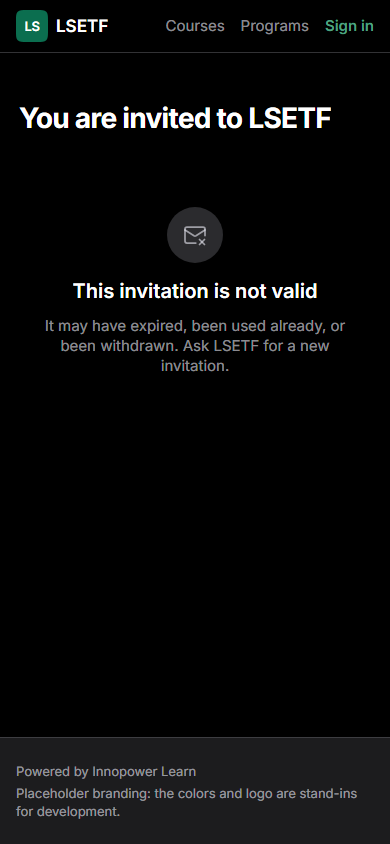 LS LSETF Courses Programs Sign in
You are invited to LSETF
This invitation is not valid
It may have expired, been used already, or
been withdrawn. Ask LSETF for a new
invitation.
Powered by Innopower Learn
Placeholder branding: the colors and logo are stand-ins
for development.